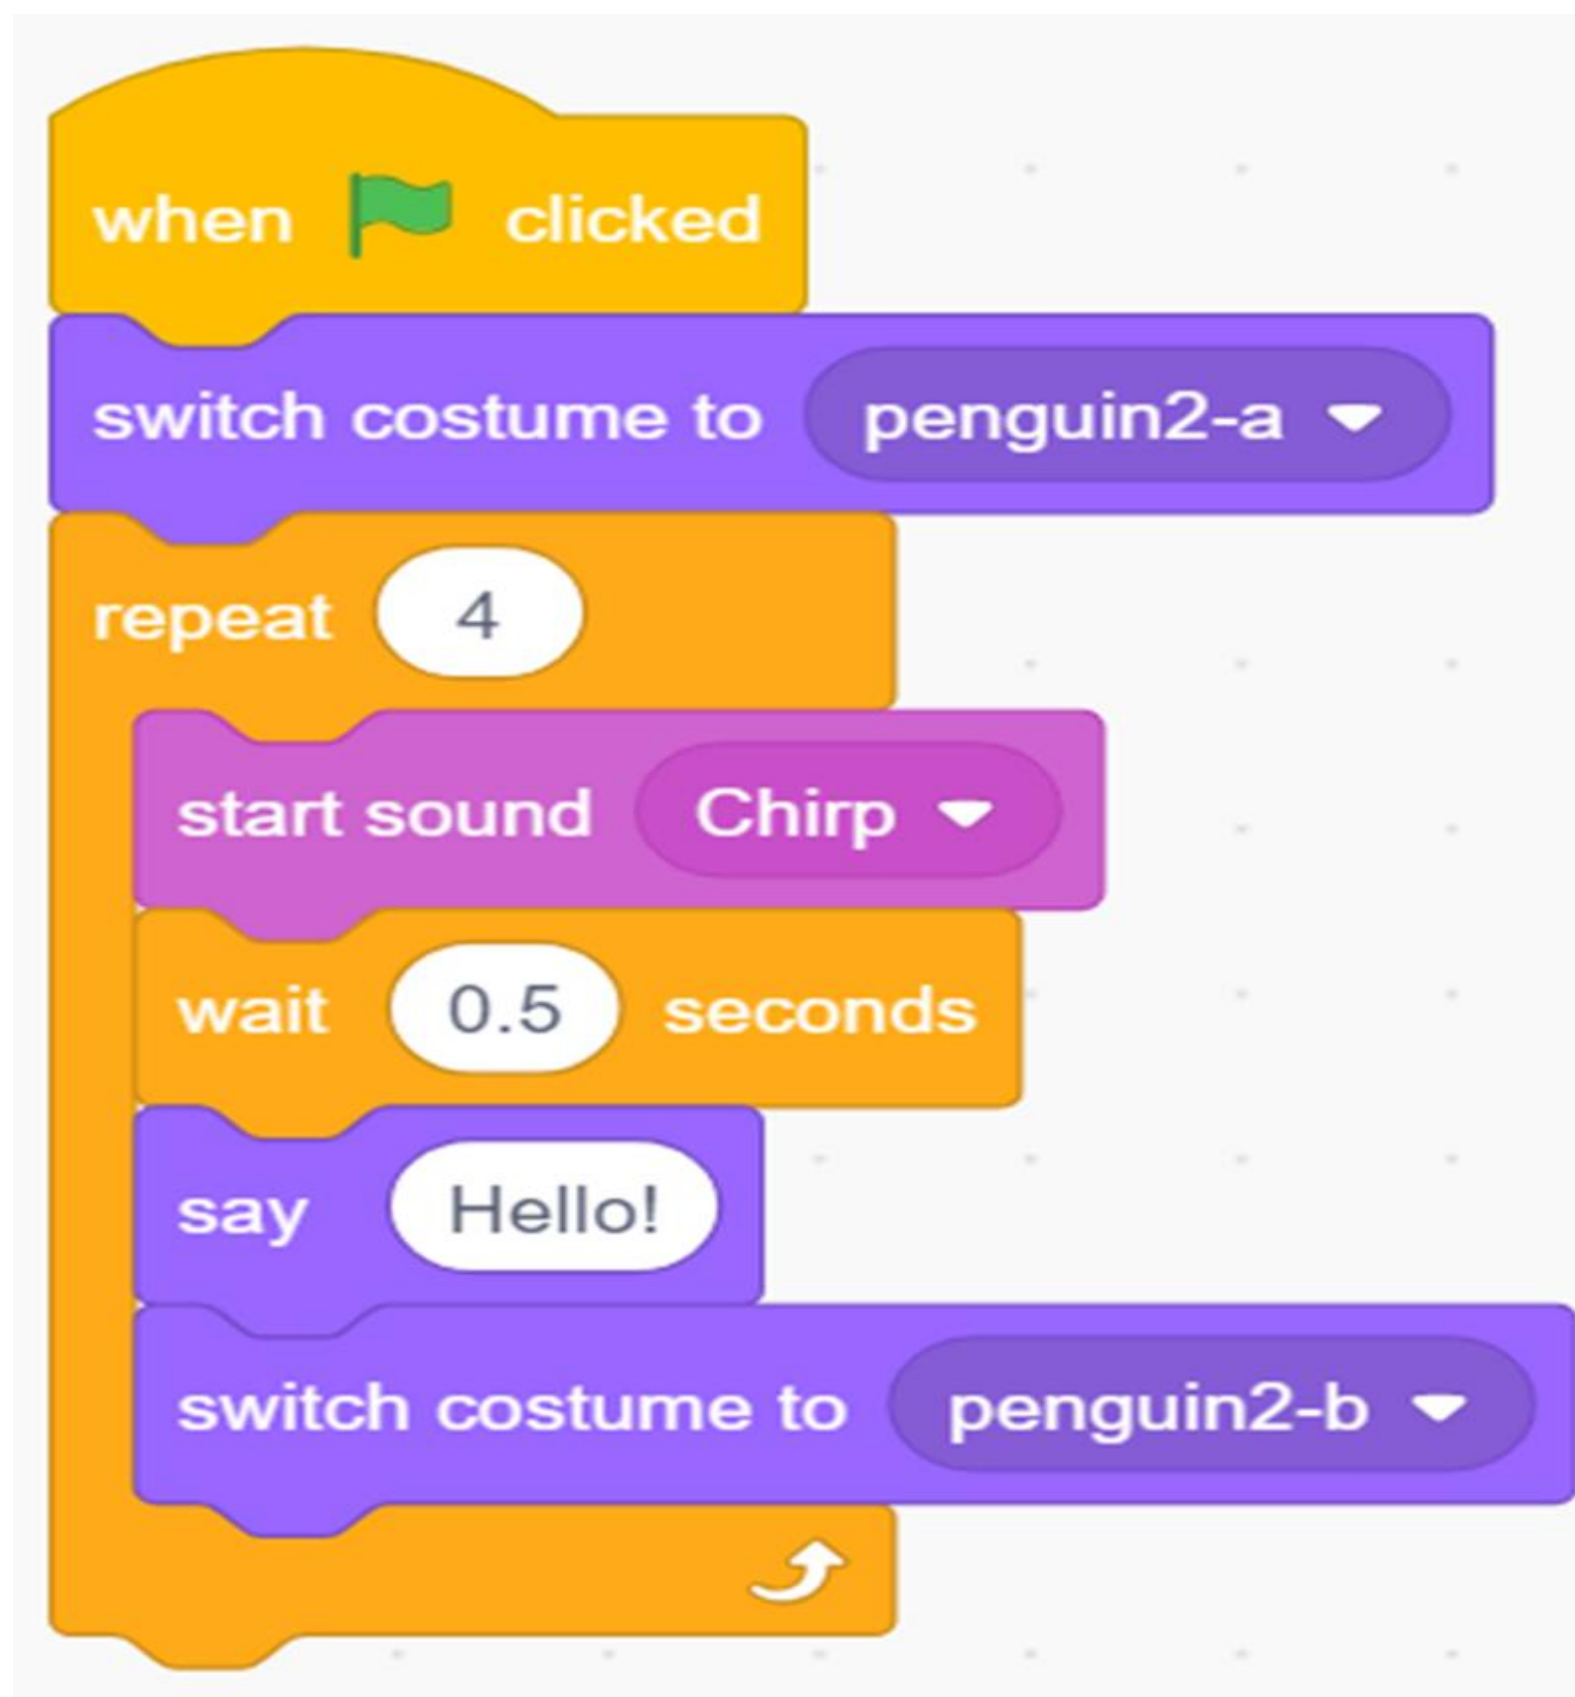 when clicked
switch costume to penguin2-a
repeat 4
start sound Chirp
wait 0.5 seconds
say Hello!
switch costume to penguin2-b